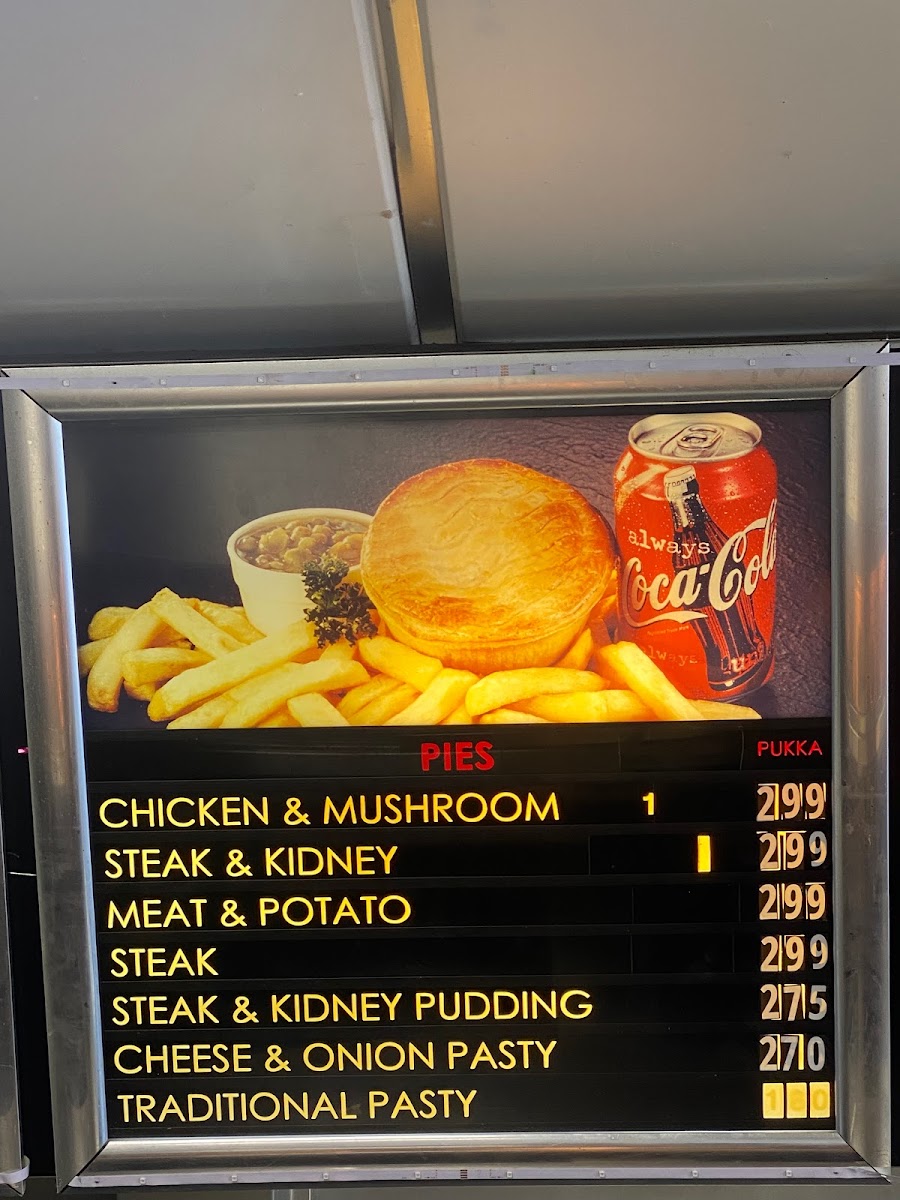 always
Coca-Cola
always
PIES PUKKA
CHICKEN & MUSHROOM 1 299
STEAK & KIDNEY 299
MEAT & POTATO 299
STEAK 299
STEAK & KIDNEY PUDDING 275
CHEESE & ONION PASTY 270
TRADITIONAL PASTY